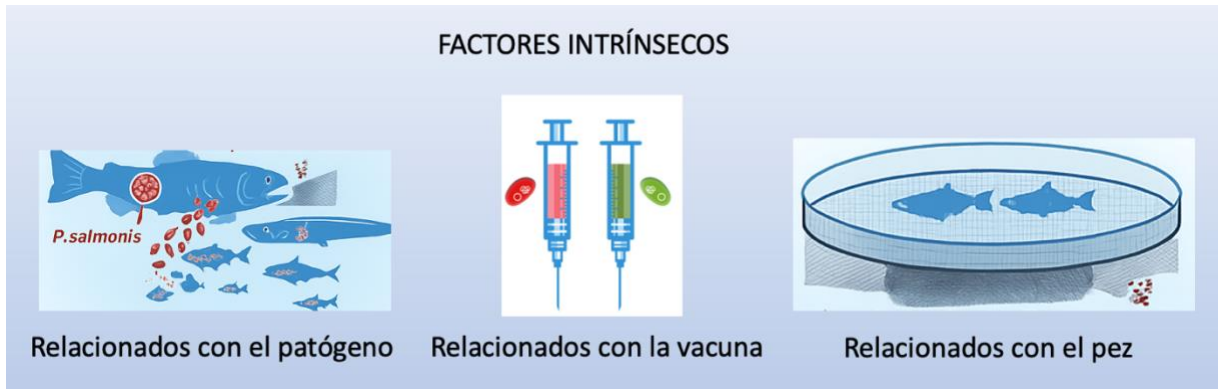 FACTORES INTRÍNSECOS
P.salmonis
Relacionados con el patógeno
Relacionados con la vacuna
Relacionados con el pez